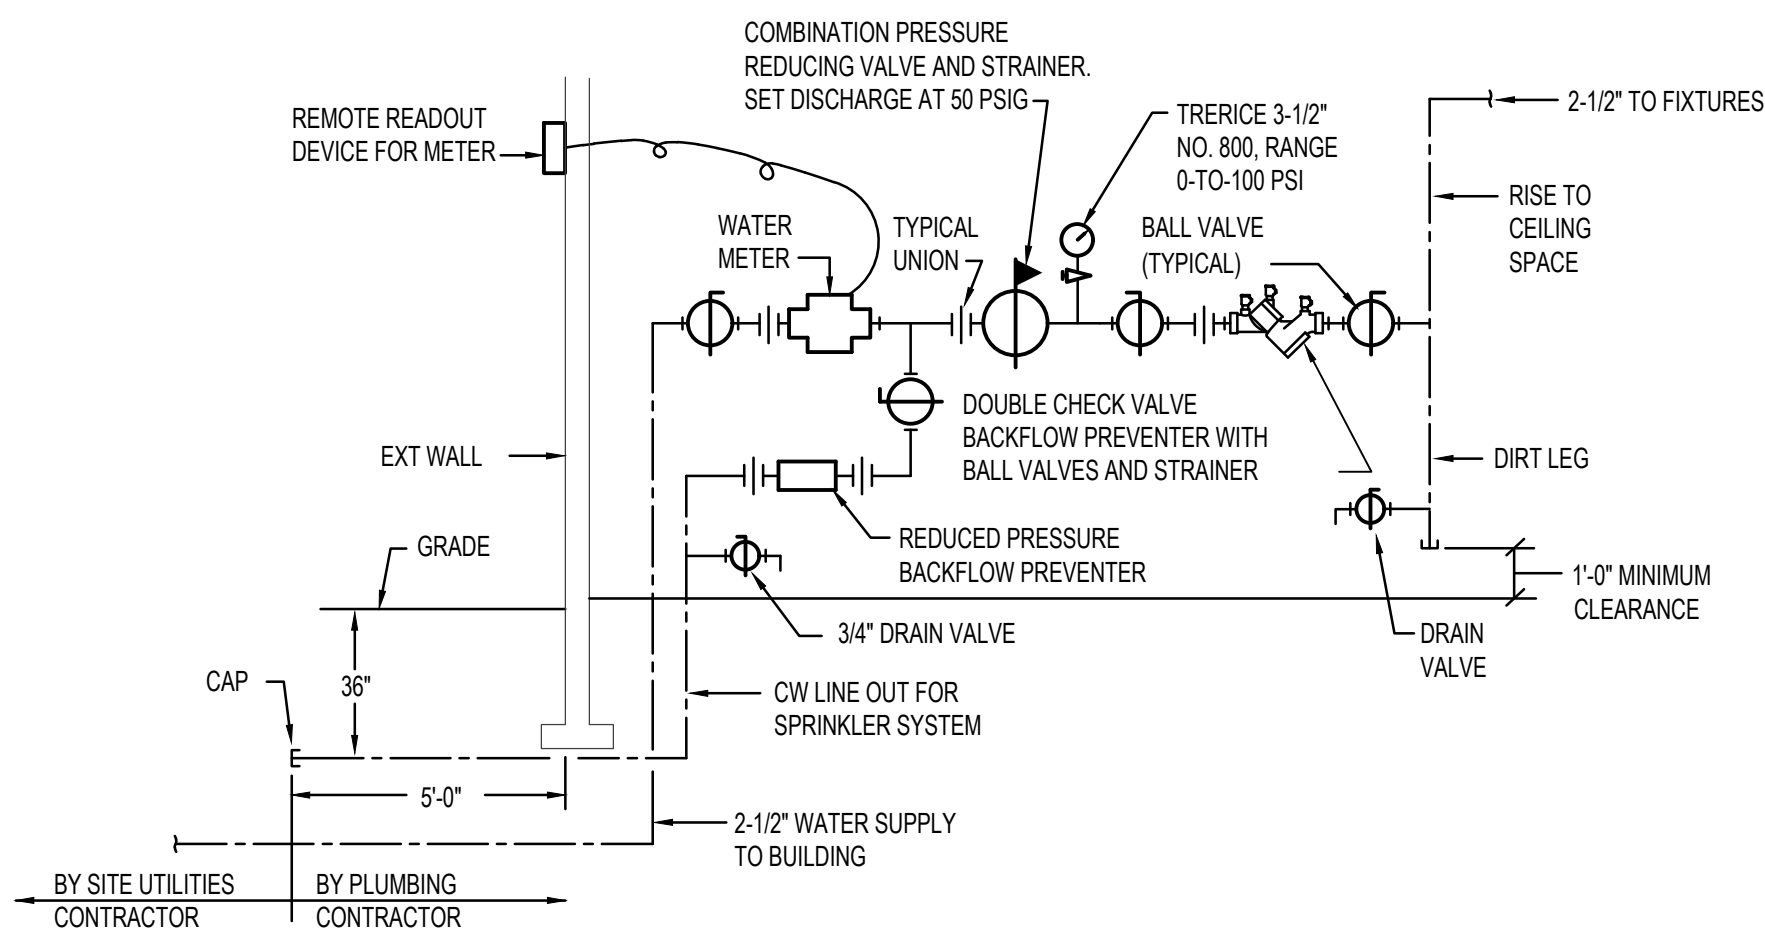 COMBINATION PRESSURE
REDUCING VALVE AND STRAINER.
SET DISCHARGE AT 50 PSIG
REMOTE READOUT
DEVICE FOR METER
TRERICE 3-1/2"
NO. 800, RANGE
0-TO-100 PSI
2-1/2" TO FIXTURES
RISE TO
CEILING
SPACE
WATER
METER
TYPICAL
UNION
BALL VALVE
(TYPICAL)
DOUBLE CHECK VALVE
BACKFLOW PREVENTER WITH
BALL VALVES AND STRAINER
EXT WALL
DIRT LEG
GRADE
REDUCED PRESSURE
BACKFLOW PREVENTER
1'-0" MINIMUM
CLEARANCE
3/4" DRAIN VALVE
DRAIN
VALVE
CAP
36"
CW LINE OUT FOR
SPRINKLER SYSTEM
5'-0"
2-1/2" WATER SUPPLY
TO BUILDING
BY SITE UTILITIES
CONTRACTOR
BY PLUMBING
CONTRACTOR